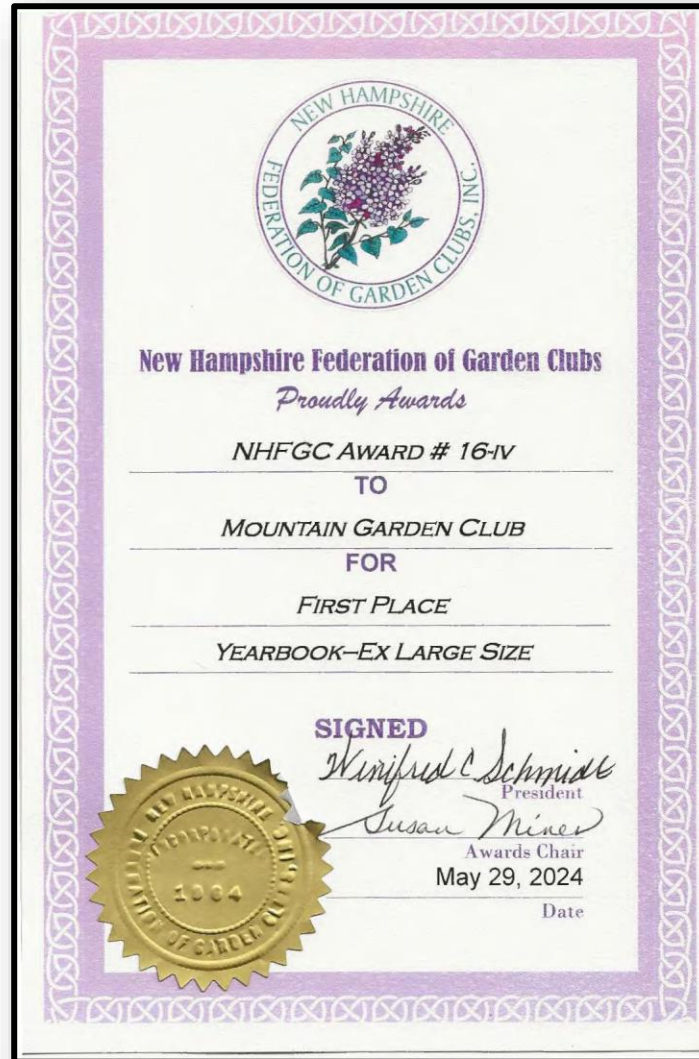 NEW HAMPSHIRE
FEDERATION OF GARDEN CLUBS, INC.
New Hampshire Federation of Garden Clubs
Proudly Awards
NHFGC AWARD # 16-IV
TO
MOUNTAIN GARDEN CLUB
FOR
FIRST PLACE
YEARBOOK–EX LARGE SIZE
SIGNED
Winifred C Schmidt
President
Susan Miner
Awards Chair
May 29, 2024
Date
NEW HAMPSHIRE
OF GARDEN CLUBS